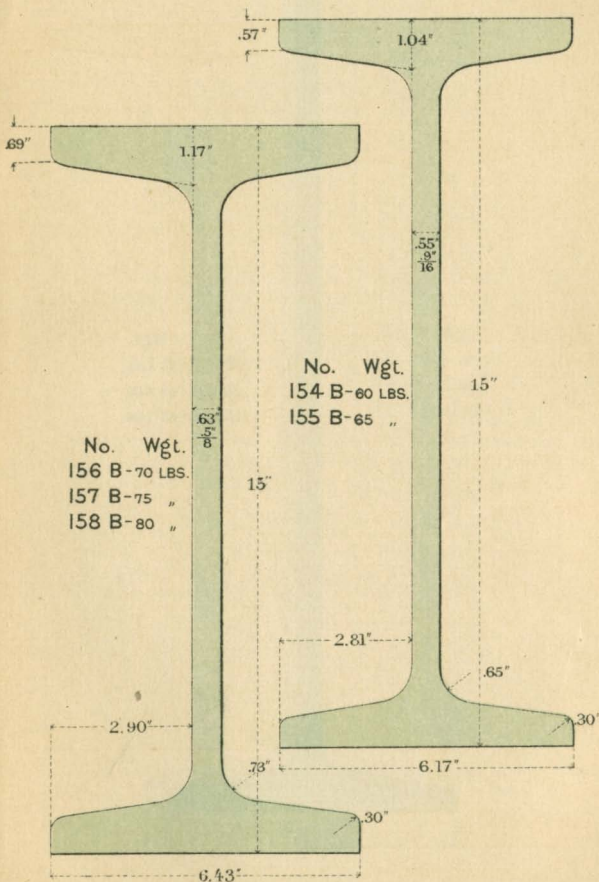 .57"
1.04"
.69"
1.17"
.55"
9"
16
No. Wgt.
154 B-60 LBS.
155 B-65 „
15"
.63"
5"
8
No. Wgt.
156 B-70 LBS.
157 B-75 „
158 B-80 „
15"
2.81"
.65"
.30"
6.17"
2.90"
.73"
.30"
6.43"